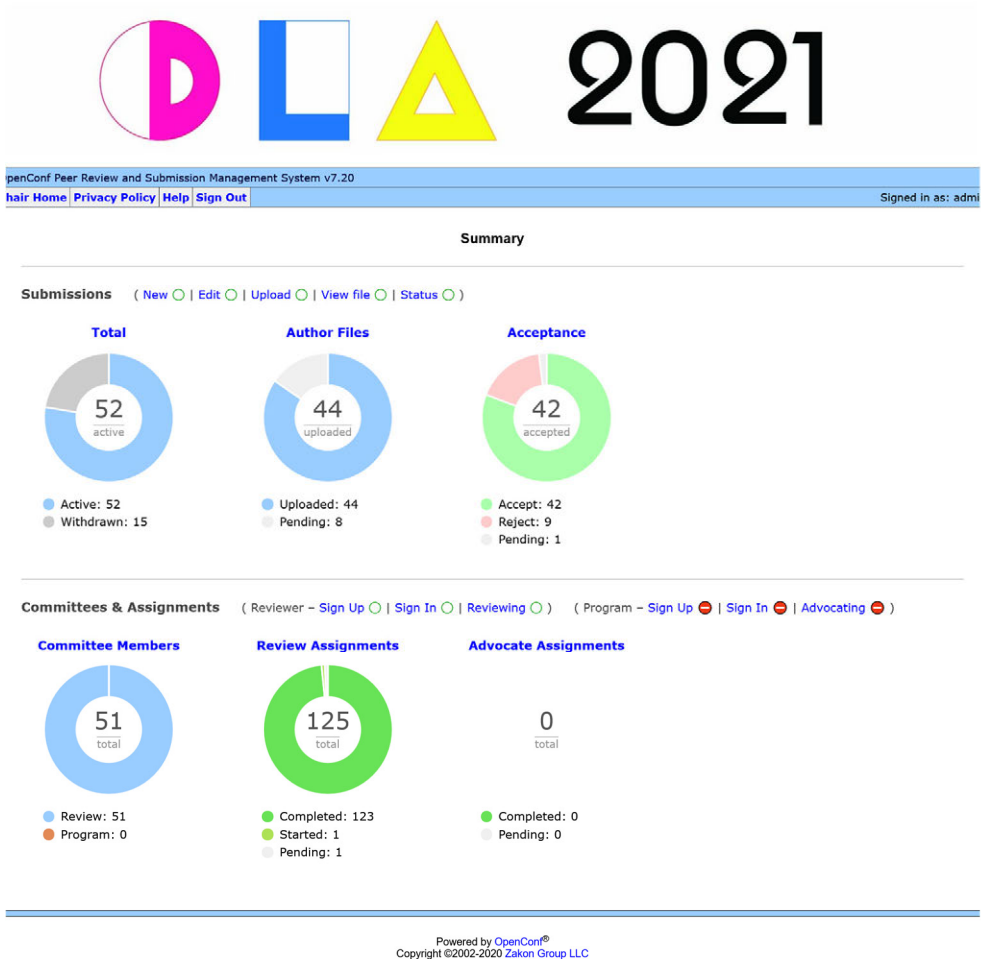 DLA 2021
penConf Peer Review and Submission Management System v7.20
hair Home Privacy Policy Help Sign Out Signed in as: admi
Summary
Submissions ( New | Edit | Upload | View file | Status )
Total Author Files Acceptance
52 44 42
active uploaded accepted
Active: 52 Uploaded: 44 Accept: 42
Withdrawn: 15 Pending: 8 Reject: 9
Pending: 1
Committees & Assignments ( Reviewer – Sign Up | Sign In | Reviewing ) ( Program – Sign Up | Sign In | Advocating )
Committee Members Review Assignments Advocate Assignments
51 125 0
total total total
Review: 51 Completed: 123 Completed: 0
Program: 0 Started: 1 Pending: 0
Pending: 1
Powered by OpenConf®
Copyright ©2002-2020 Zakon Group LLC